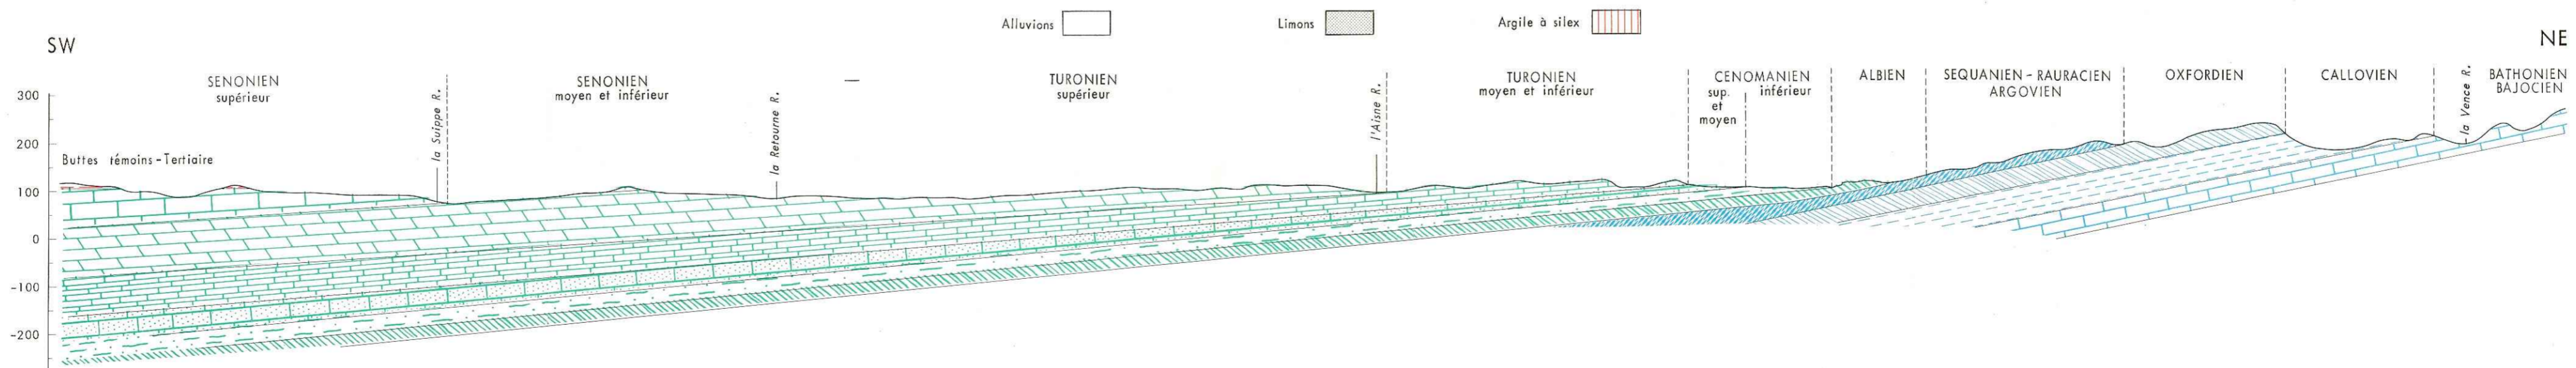 Alluvions
Limons
Argile à silex
SW
NE
SENONIEN
supérieur
la Suippe R.
SENONIEN
moyen et inférieur
la Retourne R.
TURONIEN
supérieur
l'Aisne R.
TURONIEN
moyen et inférieur
CENOMANIEN
sup.
et
moyen
inférieur
ALBIEN
SEQUANIEN - RAURACIEN
ARGOVIEN
OXFORDIEN
CALLOVIEN
la Vence R.
BATHONIEN
BAJOCIEN
Buttes témoins - Tertiaire
300
200
100
0
-100
-200